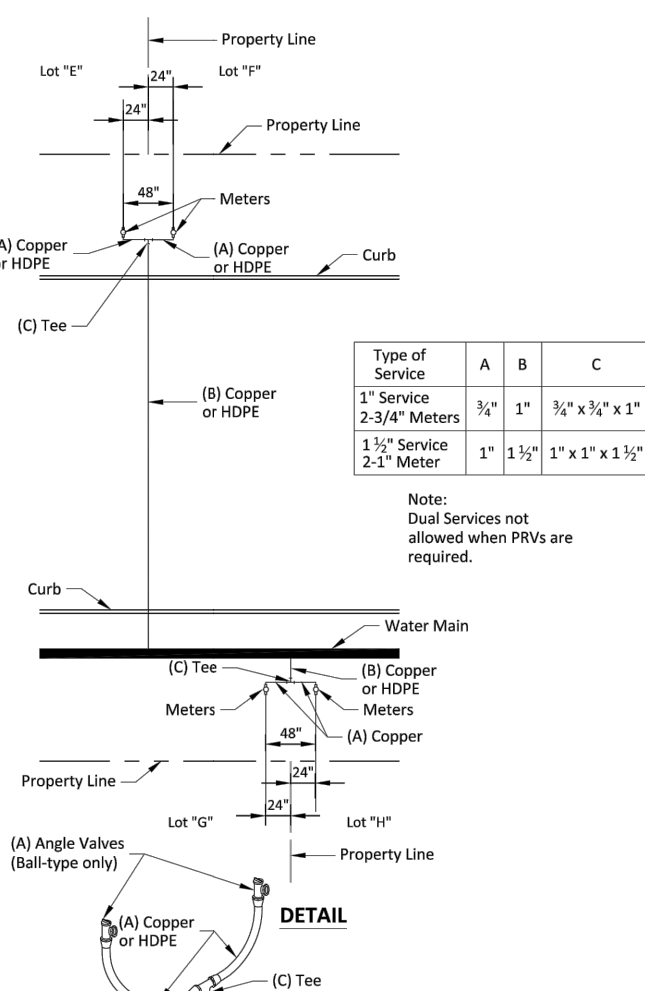 Property Line
Lot "E"
24"
Lot "F"
24"
Property Line
48"
Meters
(A) Copper
or HDPE
(A) Copper
or HDPE
Curb
(C) Tee
(B) Copper
or HDPE
Type of
Service
A
B
C
1" Service
2-3/4" Meters
¾"
1"
¾" x ¾" x 1"
1 ½" Service
2-1" Meter
1"
1 ½"
1" x 1" x 1 ½"
Note:
Dual Services not
allowed when PRVs are
required.
Curb
Water Main
(C) Tee
(B) Copper
or HDPE
Meters
Meters
48"
(A) Copper
Property Line
24"
24"
Lot "G"
Lot "H"
(A) Angle Valves
(Ball-type only)
Property Line
DETAIL
(A) Copper
or HDPE
(C) Tee